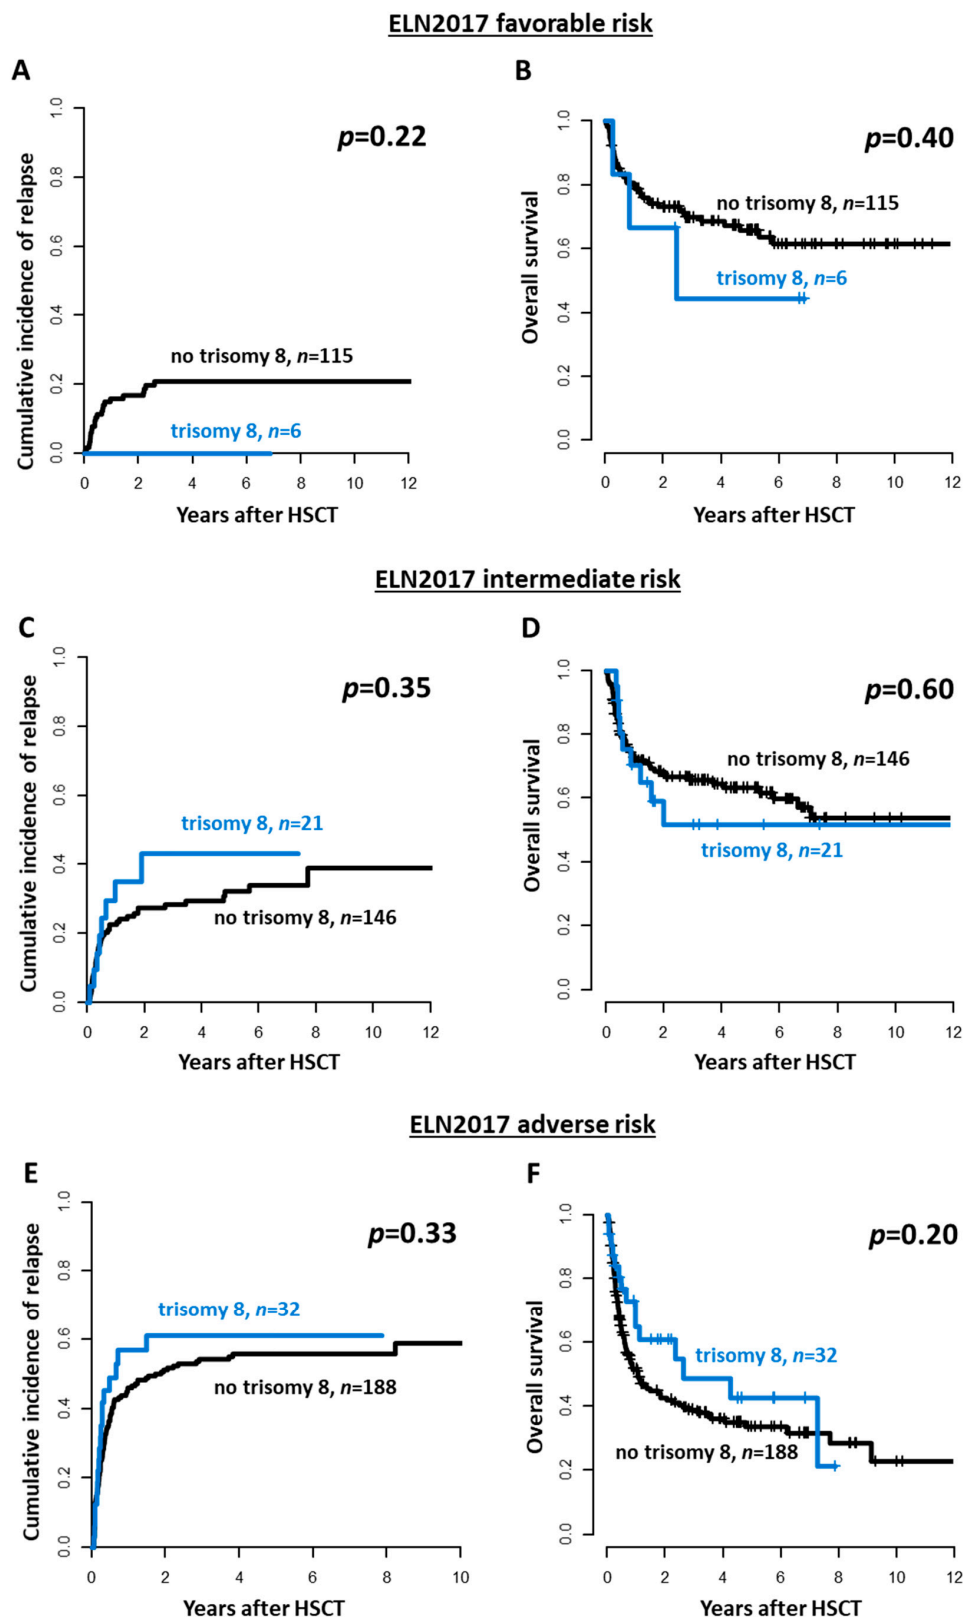 ELN2017 favorable risk
A
B
Cumulative incidence of relapse
1.0
0.8
0.6
0.4
0.2
0.0
p=0.22
no trisomy 8, n=115
trisomy 8, n=6
0 2 4 6 8 10 12
Years after HSCT
Overall survival
1.0
0.8
0.6
0.4
0.2
0.0
p=0.40
no trisomy 8, n=115
trisomy 8, n=6
0 2 4 6 8 10 12
Years after HSCT
ELN2017 intermediate risk
C
D
Cumulative incidence of relapse
1.0
0.8
0.6
0.4
0.2
0.0
p=0.35
trisomy 8, n=21
no trisomy 8, n=146
0 2 4 6 8 10 12
Years after HSCT
Overall survival
1.0
0.8
0.6
0.4
0.2
0.0
p=0.60
no trisomy 8, n=146
trisomy 8, n=21
0 2 4 6 8 10 12
Years after HSCT
ELN2017 adverse risk
E
F
Cumulative incidence of relapse
1.0
0.8
0.6
0.4
0.2
0.0
p=0.33
trisomy 8, n=32
no trisomy 8, n=188
0 2 4 6 8 10
Years after HSCT
Overall survival
1.0
0.8
0.6
0.4
0.2
0.0
p=0.20
trisomy 8, n=32
no trisomy 8, n=188
0 2 4 6 8 10 12
Years after HSCT